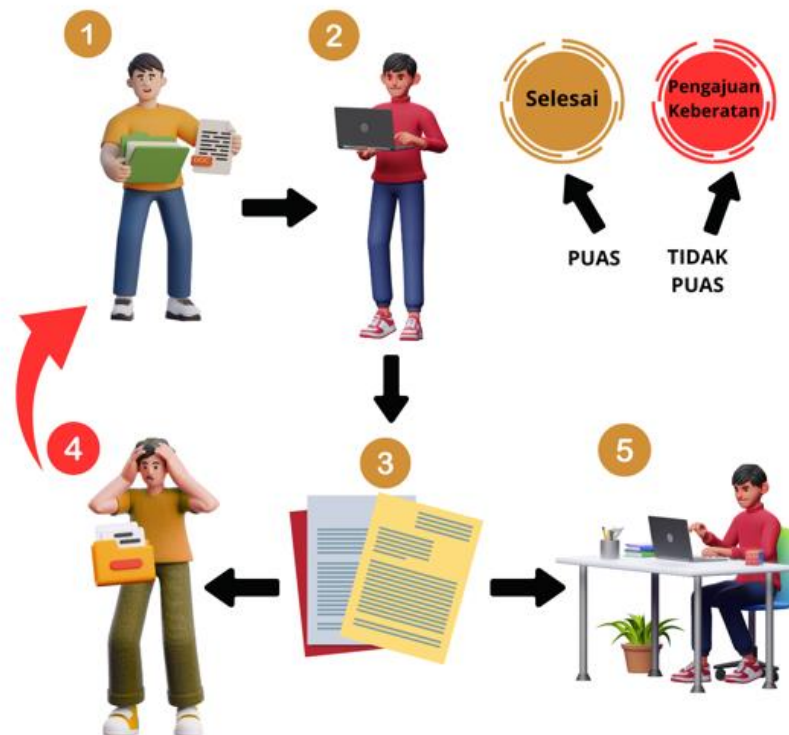 1
2
Selesai
Pengajuan
Keberatan
PUAS
TIDAK
PUAS
4
3
5